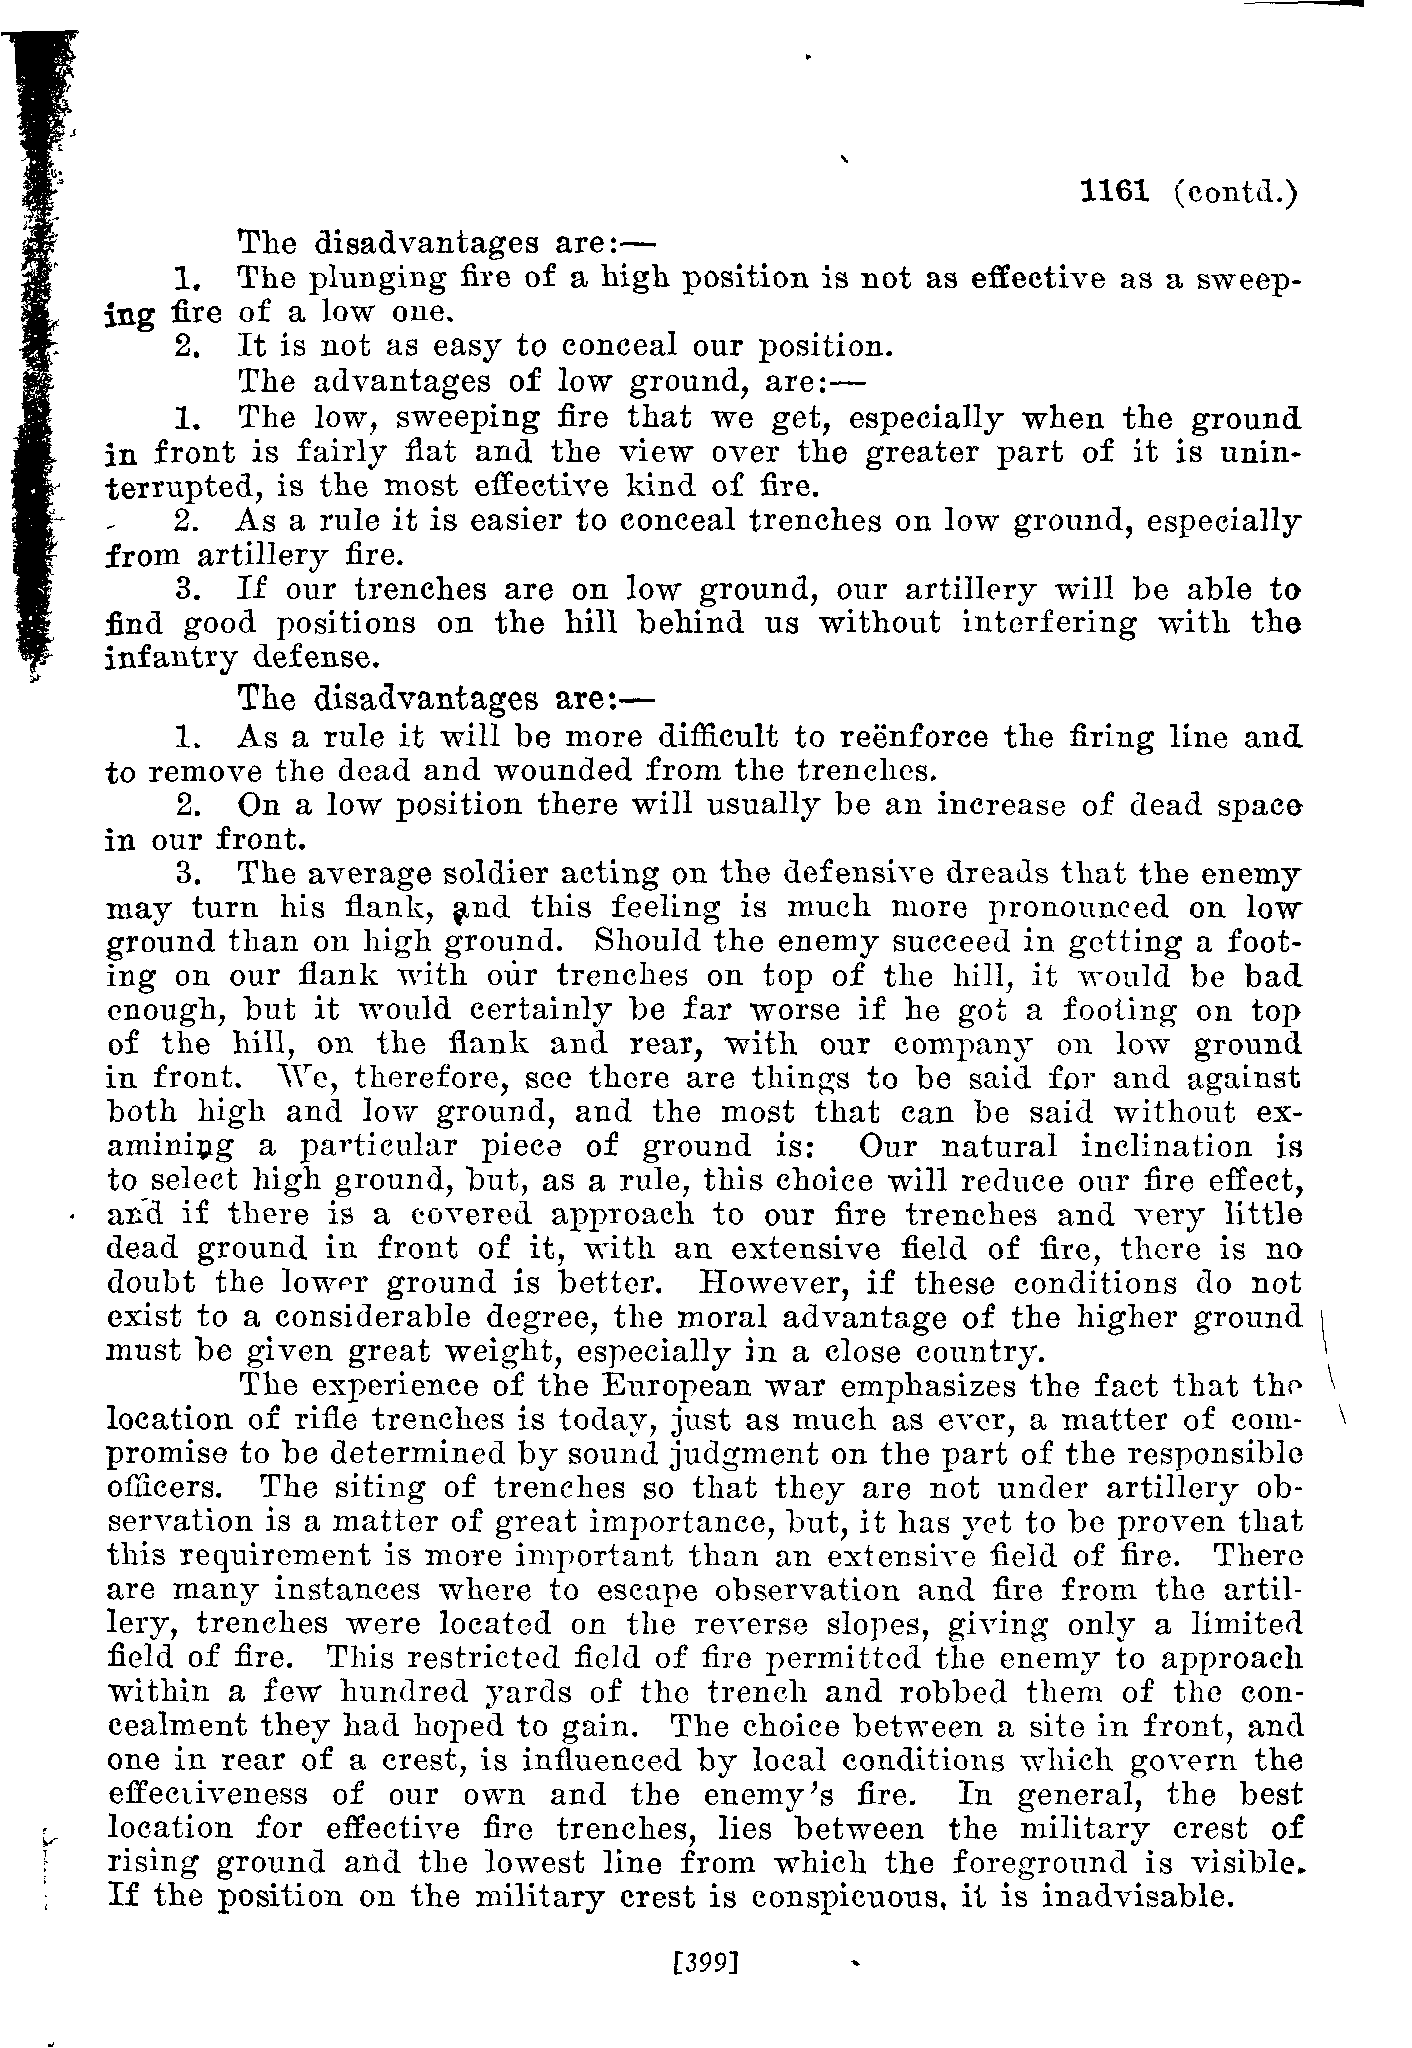 1161 (contd.)
The disadvantages are:—
1. The plunging fire of a high position is not as effective as a sweep-
ing fire of a low one.
2. It is not as easy to conceal our position.
The advantages of low ground, are:—
1. The low, sweeping fire that we get, especially when the ground
in front is fairly flat and the view over the greater part of it is unin-
terrupted, is the most effective kind of fire.
2. As a rule it is easier to conceal trenches on low ground, especially
from artillery fire.
3. If our trenches are on low ground, our artillery will be able to
find good positions on the hill behind us without interfering with the
infantry defense.
The disadvantages are:—
1. As a rule it will be more difficult to reënforce the firing line and
to remove the dead and wounded from the trenches.
2. On a low position there will usually be an increase of dead space
in our front.
3. The average soldier acting on the defensive dreads that the enemy
may turn his flank, and this feeling is much more pronounced on low
ground than on high ground. Should the enemy succeed in getting a foot-
ing on our flank with our trenches on top of the hill, it would be bad
enough, but it would certainly be far worse if he got a footing on top
of the hill, on the flank and rear, with our company on low ground
in front. We, therefore, see there are things to be said for and against
both high and low ground, and the most that can be said without ex-
amining a particular piece of ground is: Our natural inclination is
to select high ground, but, as a rule, this choice will reduce our fire effect,
and if there is a covered approach to our fire trenches and very little
dead ground in front of it, with an extensive field of fire, there is no
doubt the lower ground is better. However, if these conditions do not
exist to a considerable degree, the moral advantage of the higher ground
must be given great weight, especially in a close country.
The experience of the European war emphasizes the fact that the
location of rifle trenches is today, just as much as ever, a matter of com-
promise to be determined by sound judgment on the part of the responsible
officers. The siting of trenches so that they are not under artillery ob-
servation is a matter of great importance, but, it has yet to be proven that
this requirement is more important than an extensive field of fire. There
are many instances where to escape observation and fire from the artil-
lery, trenches were located on the reverse slopes, giving only a limited
field of fire. This restricted field of fire permitted the enemy to approach
within a few hundred yards of the trench and robbed them of the con-
cealment they had hoped to gain. The choice between a site in front, and
one in rear of a crest, is influenced by local conditions which govern the
effectiveness of our own and the enemy's fire. In general, the best
location for effective fire trenches, lies between the military crest of
rising ground and the lowest line from which the foreground is visible.
If the position on the military crest is conspicuous, it is inadvisable.
[399]